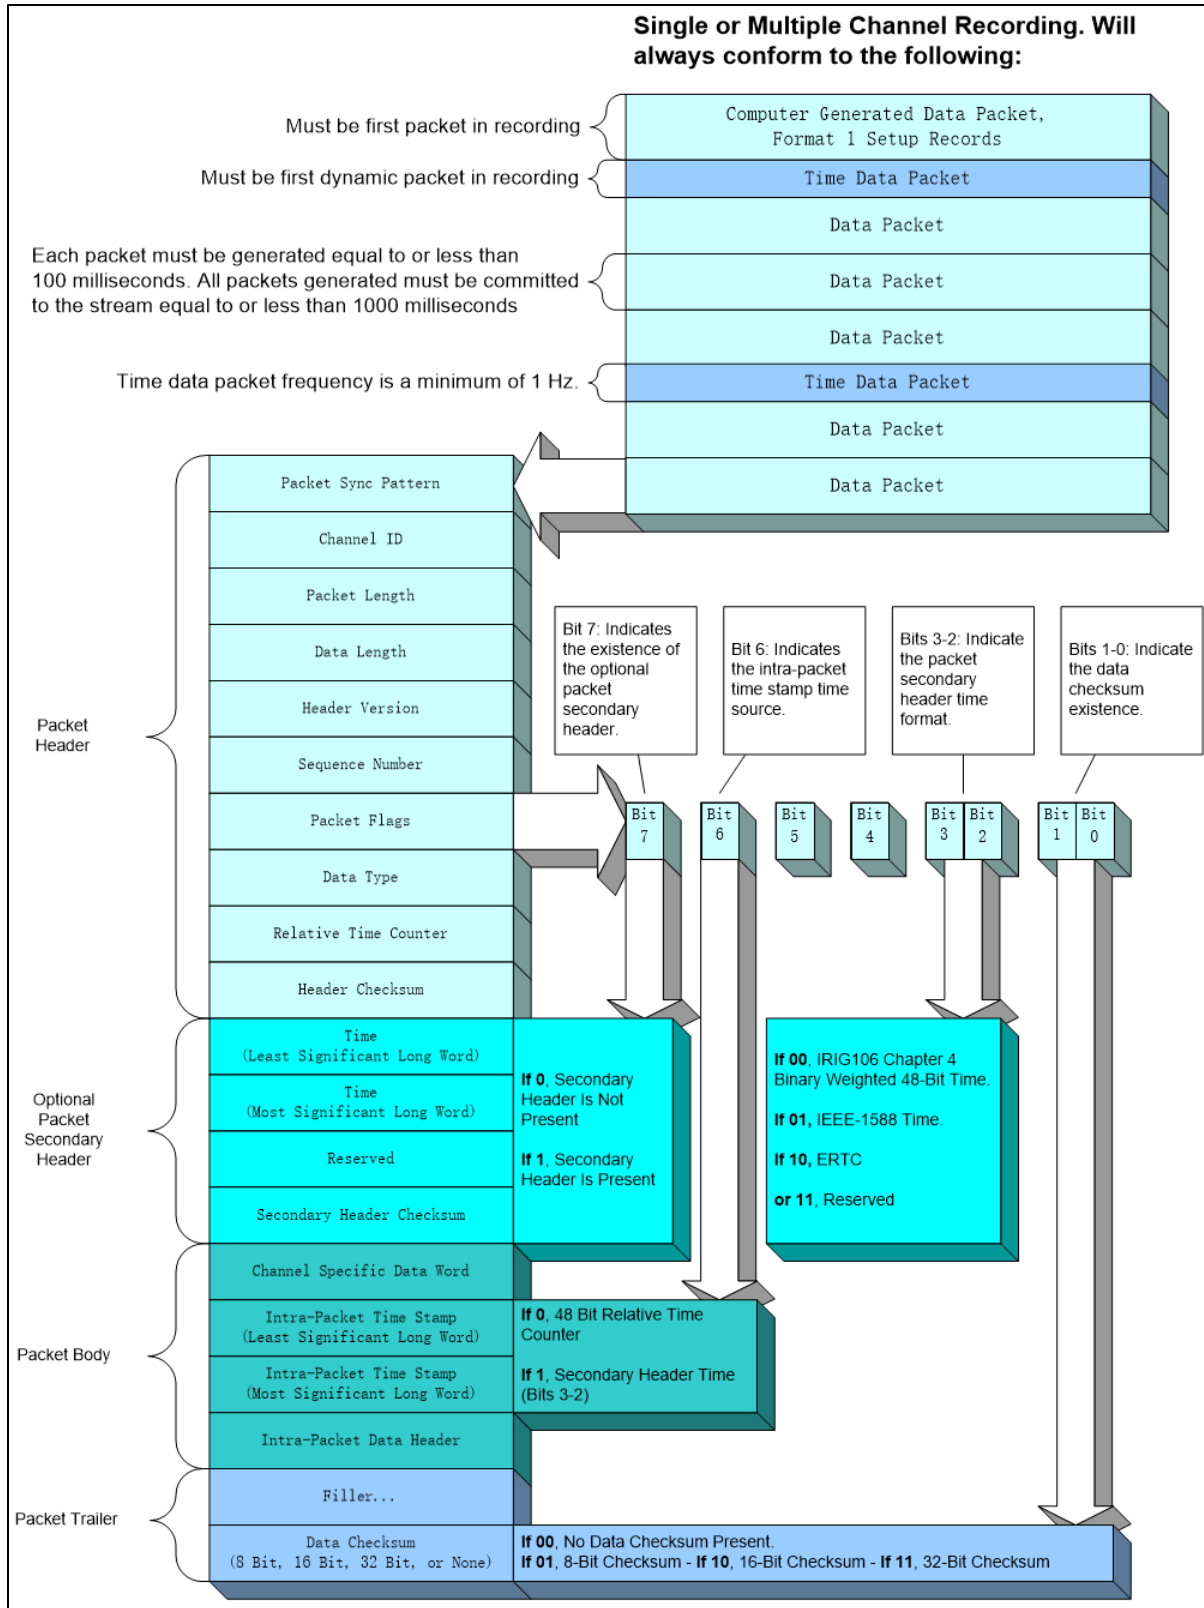 Single or Multiple Channel Recording. Will
always conform to the following:
Must be first packet in recording
Computer Generated Data Packet,
Format 1 Setup Records
Must be first dynamic packet in recording
Time Data Packet
Data Packet
Each packet must be generated equal to or less than
100 milliseconds. All packets generated must be committed
to the stream equal to or less than 1000 milliseconds
Data Packet
Data Packet
Time data packet frequency is a minimum of 1 Hz.
Time Data Packet
Data Packet
Data Packet
Packet
Header
Packet Sync Pattern
Channel ID
Packet Length
Data Length
Header Version
Sequence Number
Packet Flags
Data Type
Relative Time Counter
Header Checksum
Bit 7: Indicates
the existence of
the optional
packet
secondary
header.
Bit 6: Indicates
the intra-packet
time stamp time
source.
Bits 3-2: Indicate
the packet
secondary
header time
format.
Bits 1-0: Indicate
the data
checksum
existence.
Bit
7
Bit
6
Bit
5
Bit
4
Bit
3
Bit
2
Bit
1
Bit
0
Optional
Packet
Secondary
Header
Time
(Least Significant Long Word)
Time
(Most Significant Long Word)
Reserved
Secondary Header Checksum
If 0, Secondary
Header Is Not
Present
If 1, Secondary
Header Is Present
If 00, IRIG106 Chapter 4
Binary Weighted 48-Bit Time.
If 01, IEEE-1588 Time.
If 10, ERTC
or 11, Reserved
Packet Body
Channel Specific Data Word
Intra-Packet Time Stamp
(Least Significant Long Word)
Intra-Packet Time Stamp
(Most Significant Long Word)
Intra-Packet Data Header
If 0, 48 Bit Relative Time
Counter
If 1, Secondary Header Time
(Bits 3-2)
Packet Trailer
Filler...
Data Checksum
(8 Bit, 16 Bit, 32 Bit, or None)
If 00, No Data Checksum Present.
If 01, 8-Bit Checksum - If 10, 16-Bit Checksum - If 11, 32-Bit Checksum